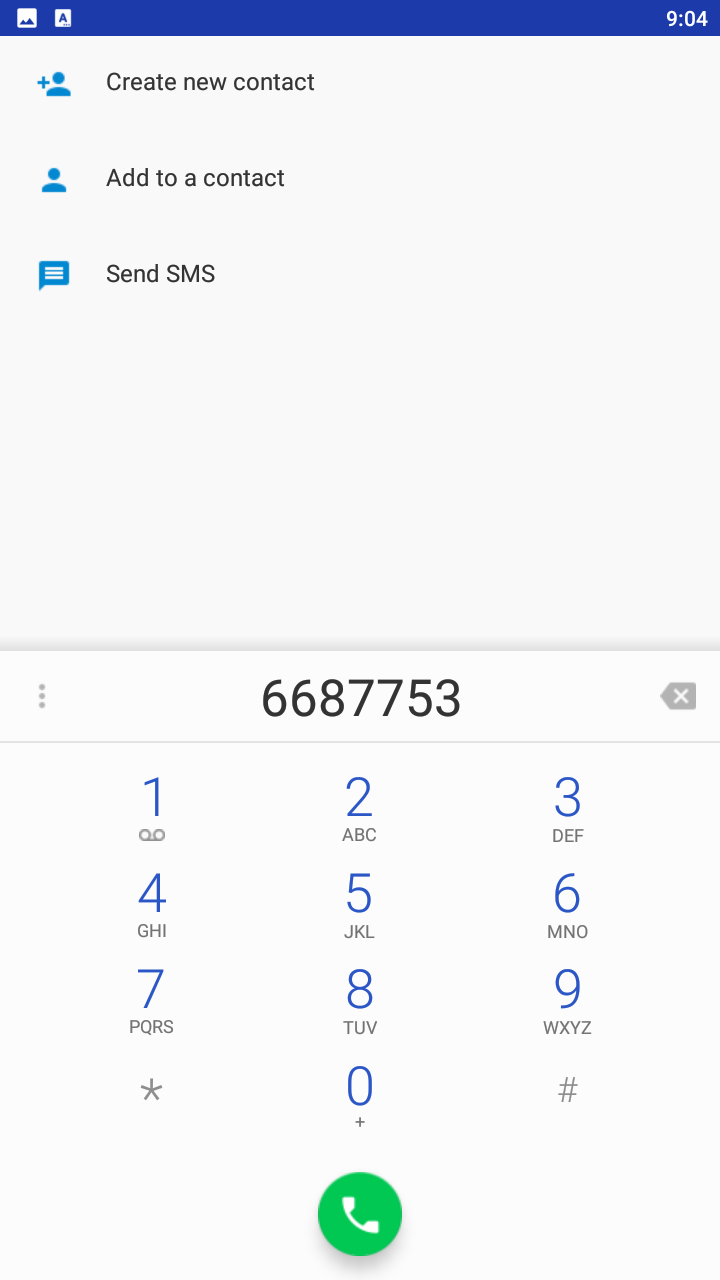 9:04
Create new contact
Add to a contact
Send SMS
6687753
1 2 3
ABC DEF
4 5 6
GHI JKL MNO
7 8 9
PQRS TUV WXYZ
* 0 #
+